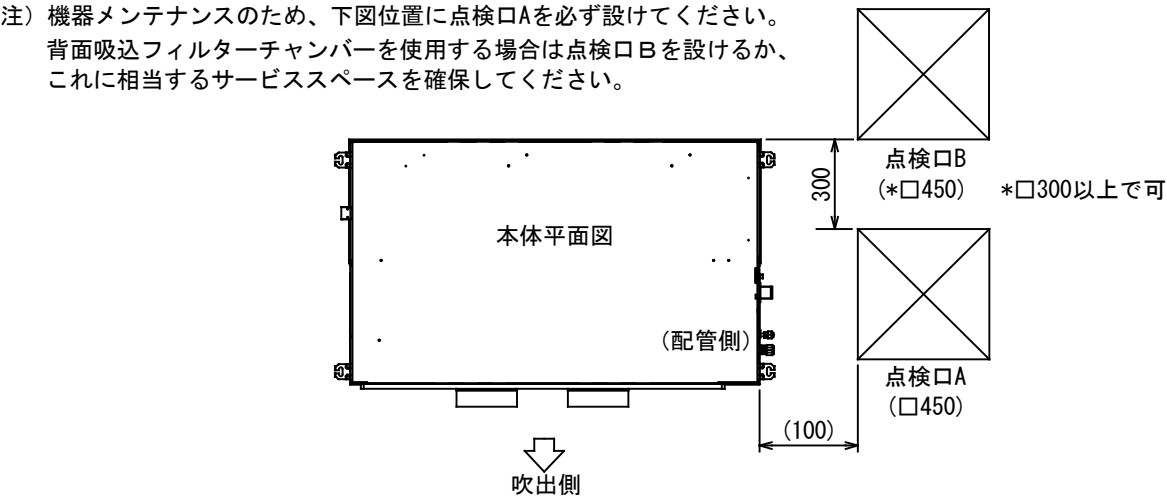 注）機器メンテナンスのため、下図位置に点検口Aを必ず設けてください。
背面吸込フィルターチャンバーを使用する場合は点検口Ｂを設けるか、
これに相当するサービススペースを確保してください。
点検口B
(*□450)
*□300以上で可
300
本体平面図
(配管側)
点検口A
(□450)
(100)
吹出側